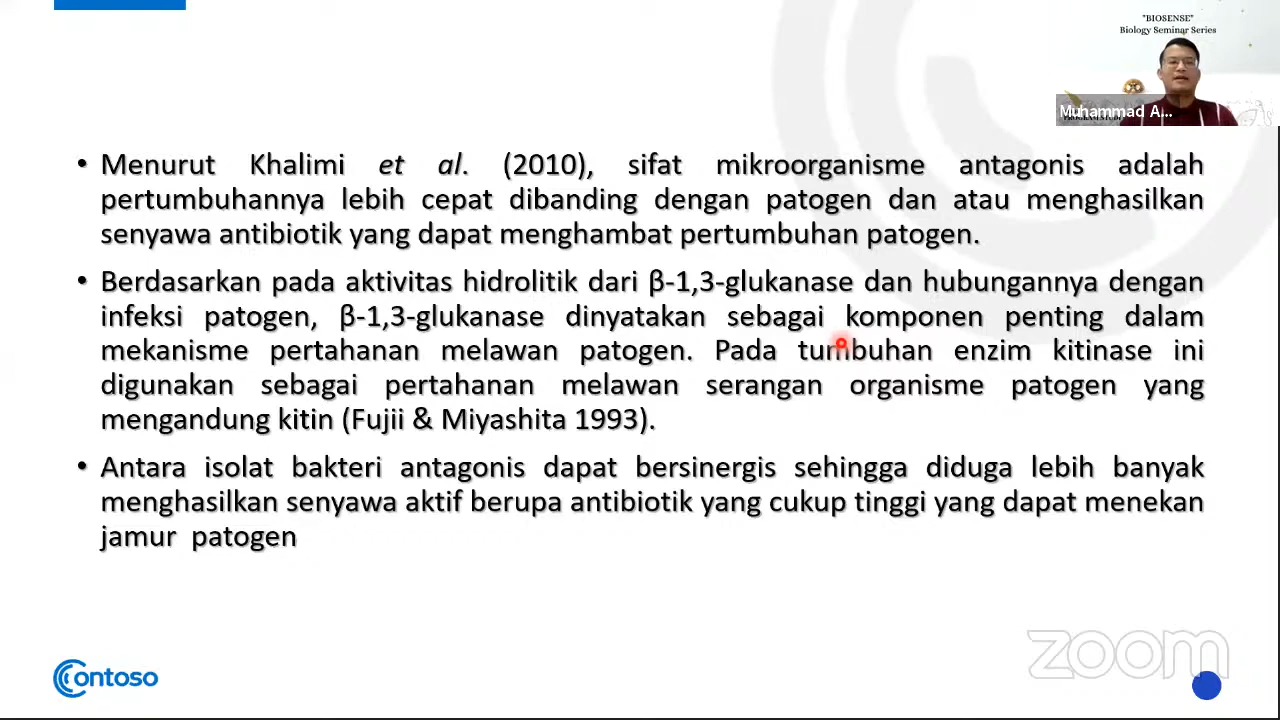 "BIOSENSE"
Biology Seminar Series
Muhammad A...
• Menurut Khalimi et al. (2010), sifat mikroorganisme antagonis adalah
pertumbuhannya lebih cepat dibanding dengan patogen dan atau menghasilkan
senyawa antibiotik yang dapat menghambat pertumbuhan patogen.
• Berdasarkan pada aktivitas hidrolitik dari β-1,3-glukanase dan hubungannya dengan
infeksi patogen, β-1,3-glukanase dinyatakan sebagai komponen penting dalam
mekanisme pertahanan melawan patogen. Pada tumbuhan enzim kitinase ini
digunakan sebagai pertahanan melawan serangan organisme patogen yang
mengandung kitin (Fujii & Miyashita 1993).
• Antara isolat bakteri antagonis dapat bersinergis sehingga diduga lebih banyak
menghasilkan senyawa aktif berupa antibiotik yang cukup tinggi yang dapat menekan
jamur patogen
zoom
Contoso